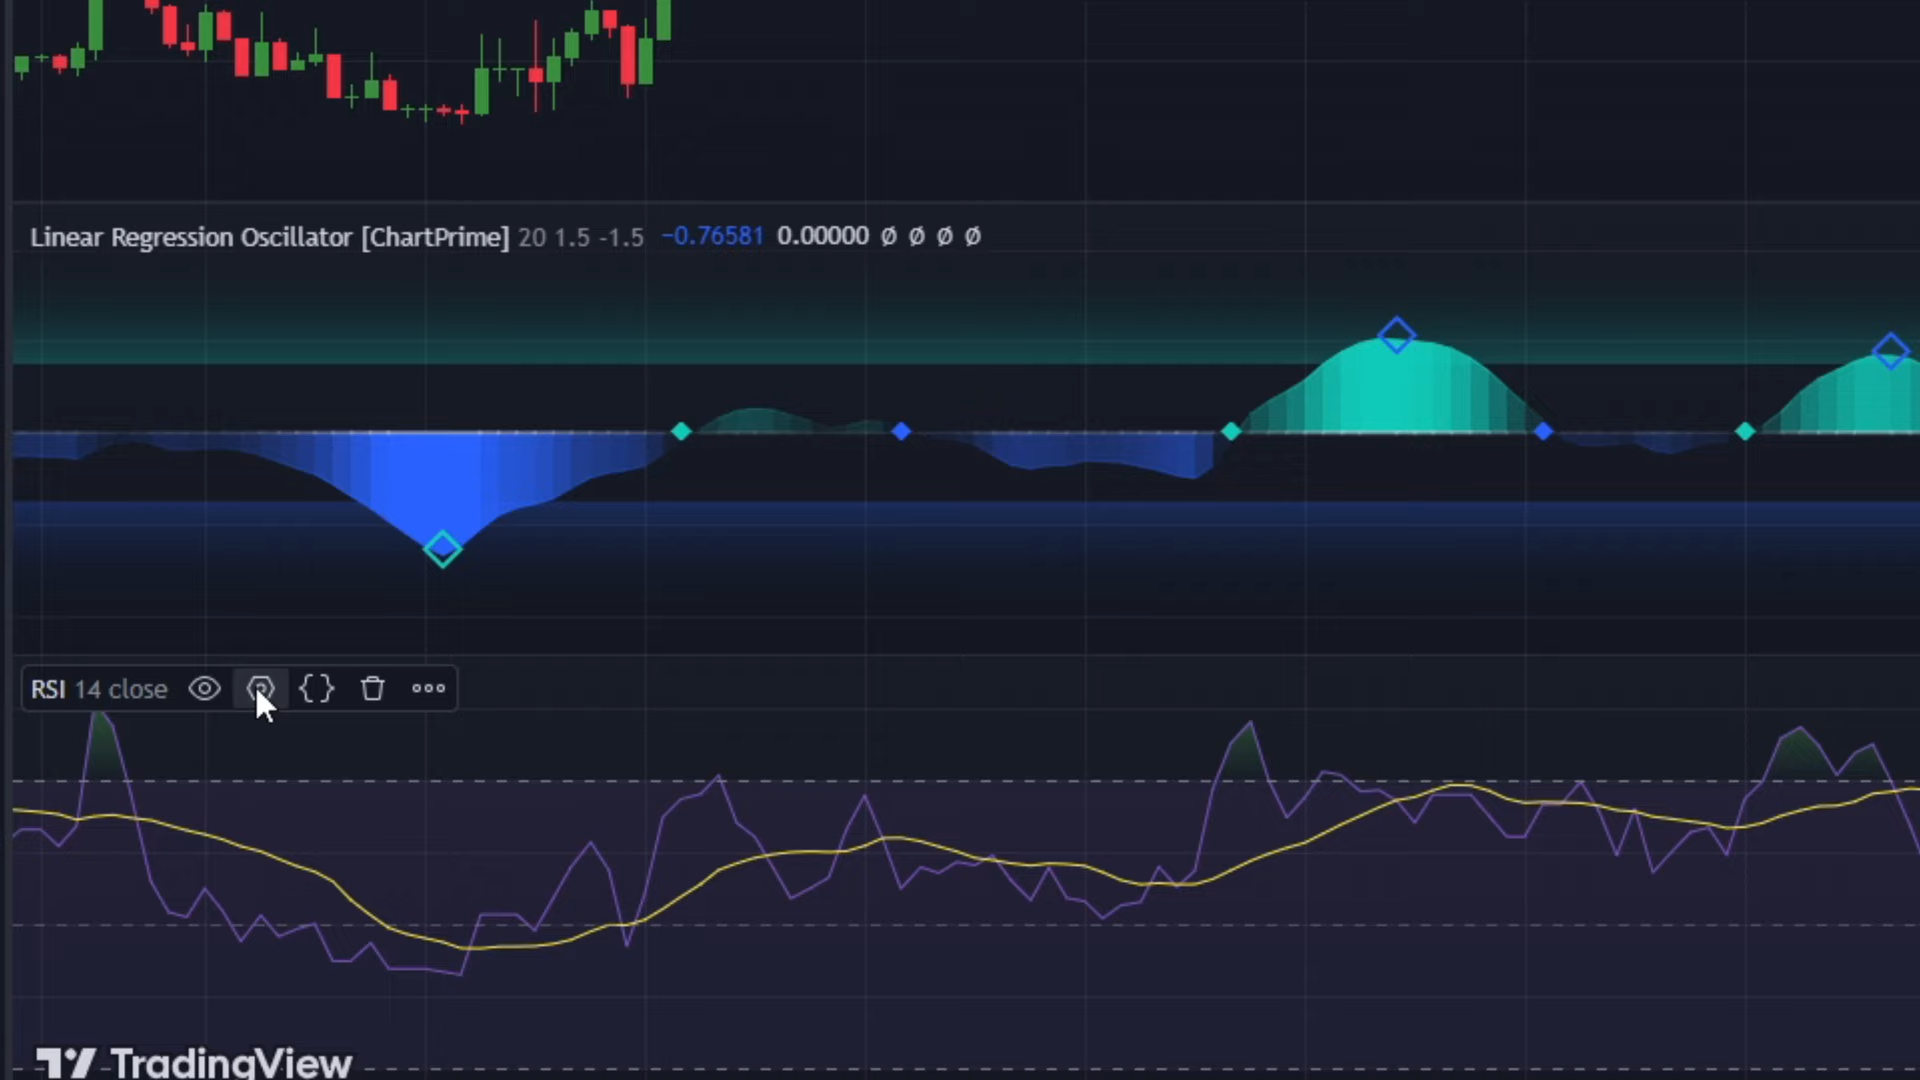 Linear Regression Oscillator [ChartPrime] 20 1.5 -1.5 −0.76581 0.00000 Ø Ø Ø Ø
RSI 14 close
TradingView